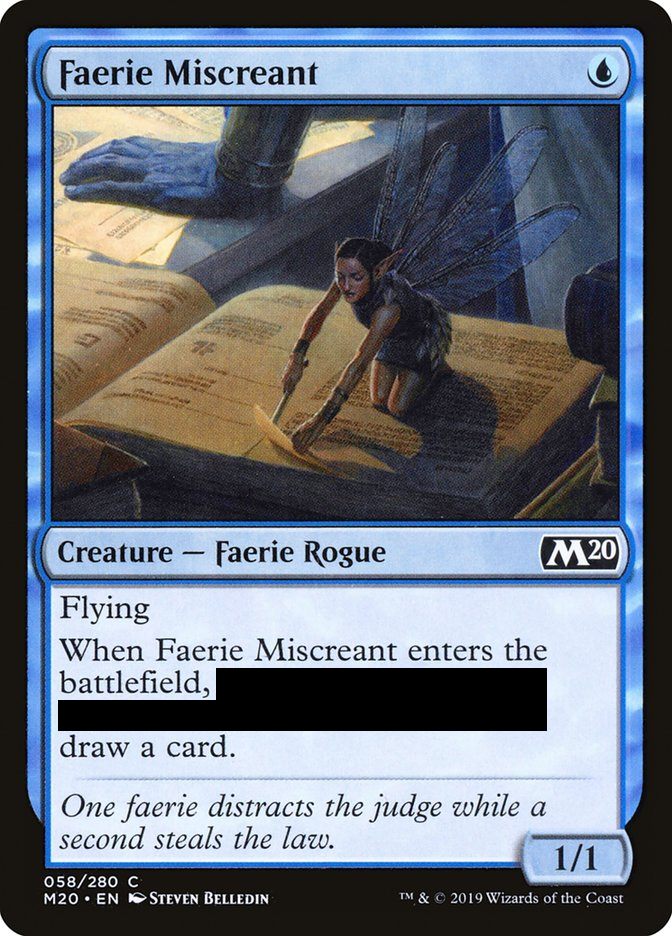 Faerie Miscreant
Creature — Faerie Rogue
M20
Flying
When Faerie Miscreant enters the
battlefield,
draw a card.
One faerie distracts the judge while a
second steals the law.
1/1
058/280 C
M20 • EN Steven Belledin
™ & © 2019 Wizards of the Coast